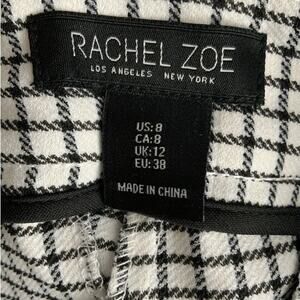 RACHEL ZOE
LOS ANGELES NEW YORK
US: 8
CA: 8
UK: 12
EU: 38
MADE IN CHINA